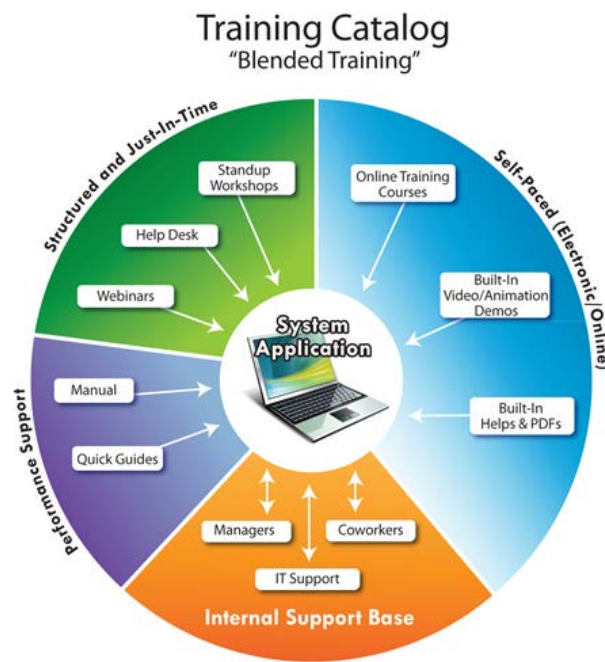 Training Catalog
“Blended Training”
Structured and Just-In-Time
Standup
Workshops
Help Desk
Webinars
Self-Paced (Electronic/Online)
Online Training
Courses
Built-In
Video/Animation
Demos
Built-In
Helps & PDFs
System
Application
Performance Support
Manual
Quick Guides
Managers
Coworkers
IT Support
Internal Support Base